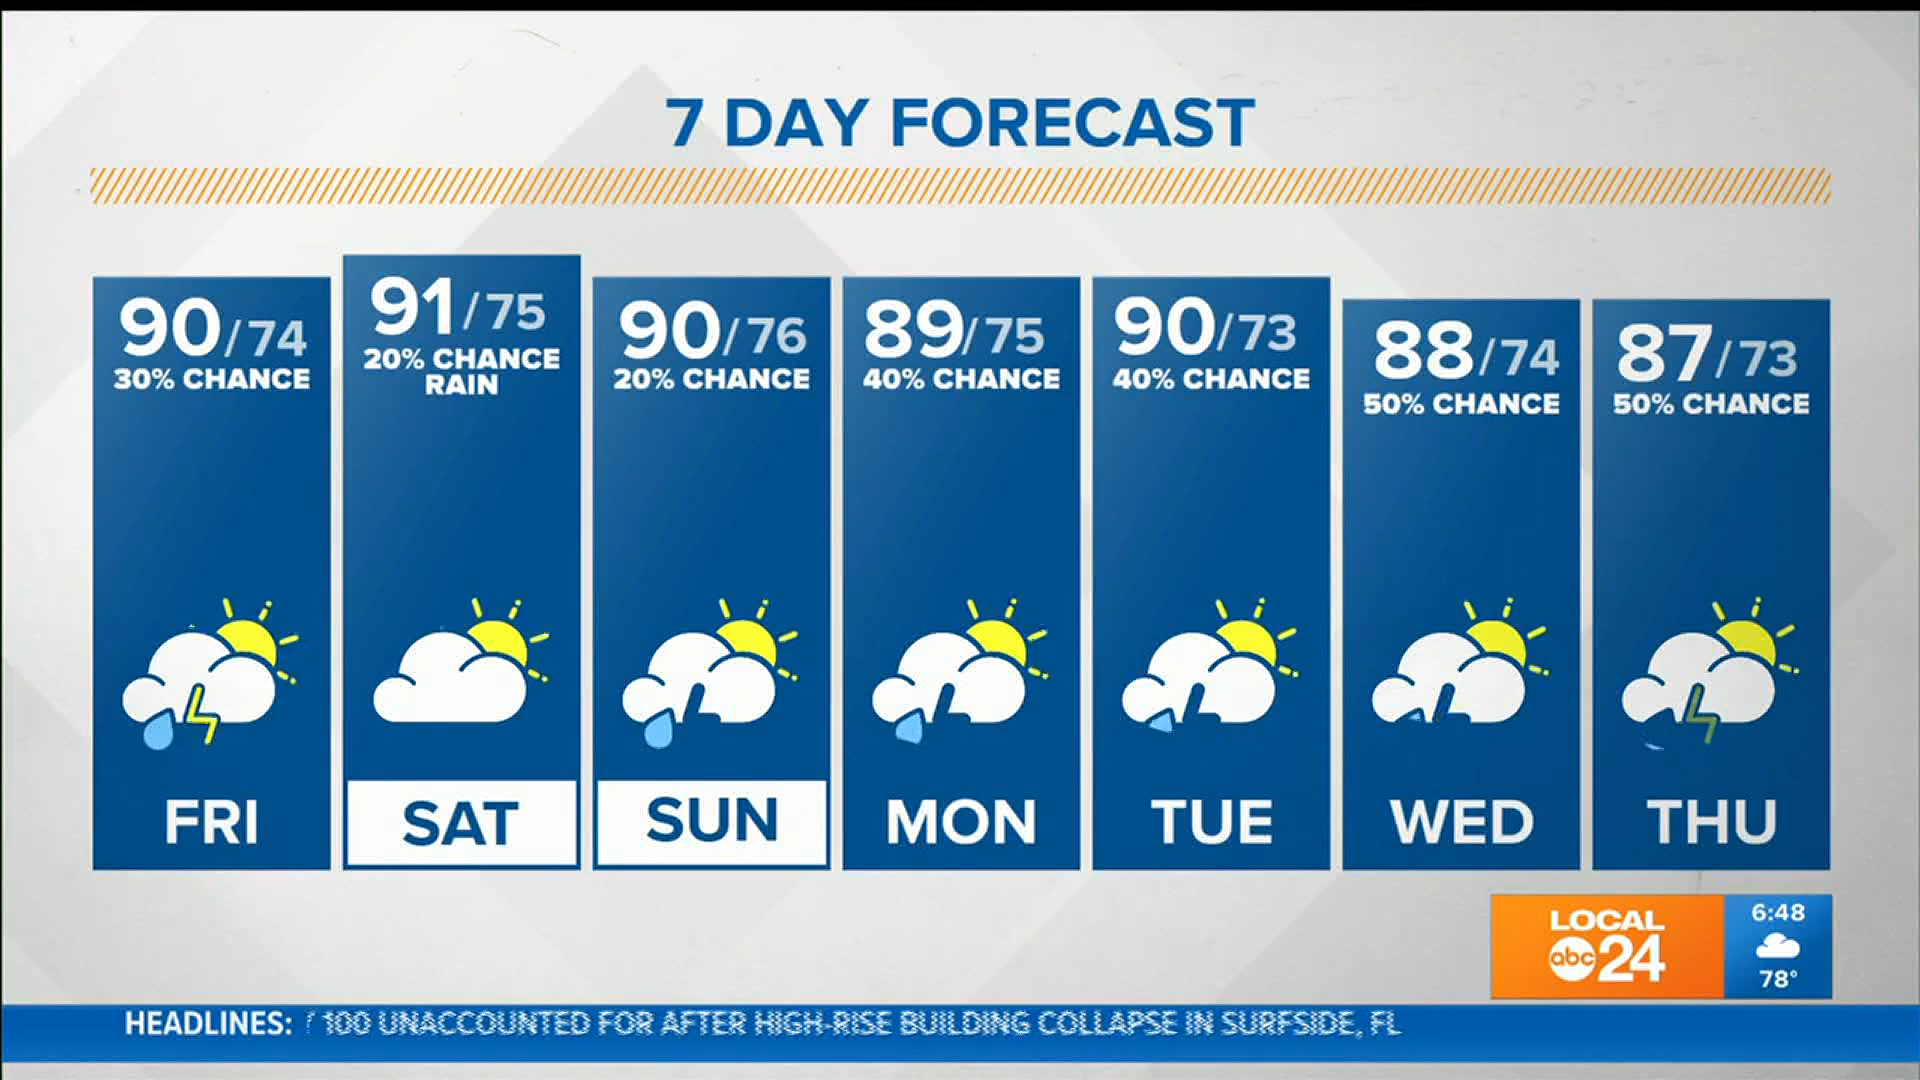 7 DAY FORECAST
90/74
30% CHANCE
91/75
20% CHANCE
RAIN
90/76
20% CHANCE
89/75
40% CHANCE
90/73
40% CHANCE
88/74
50% CHANCE
87/73
50% CHANCE
FRI
SAT
SUN
MON
TUE
WED
THU
LOCAL
abc 24
6:48
78°
HEADLINES: 100 UNACCOUNTED FOR AFTER HIGH-RISE BUILDING COLLAPSE IN SURFSIDE, FL